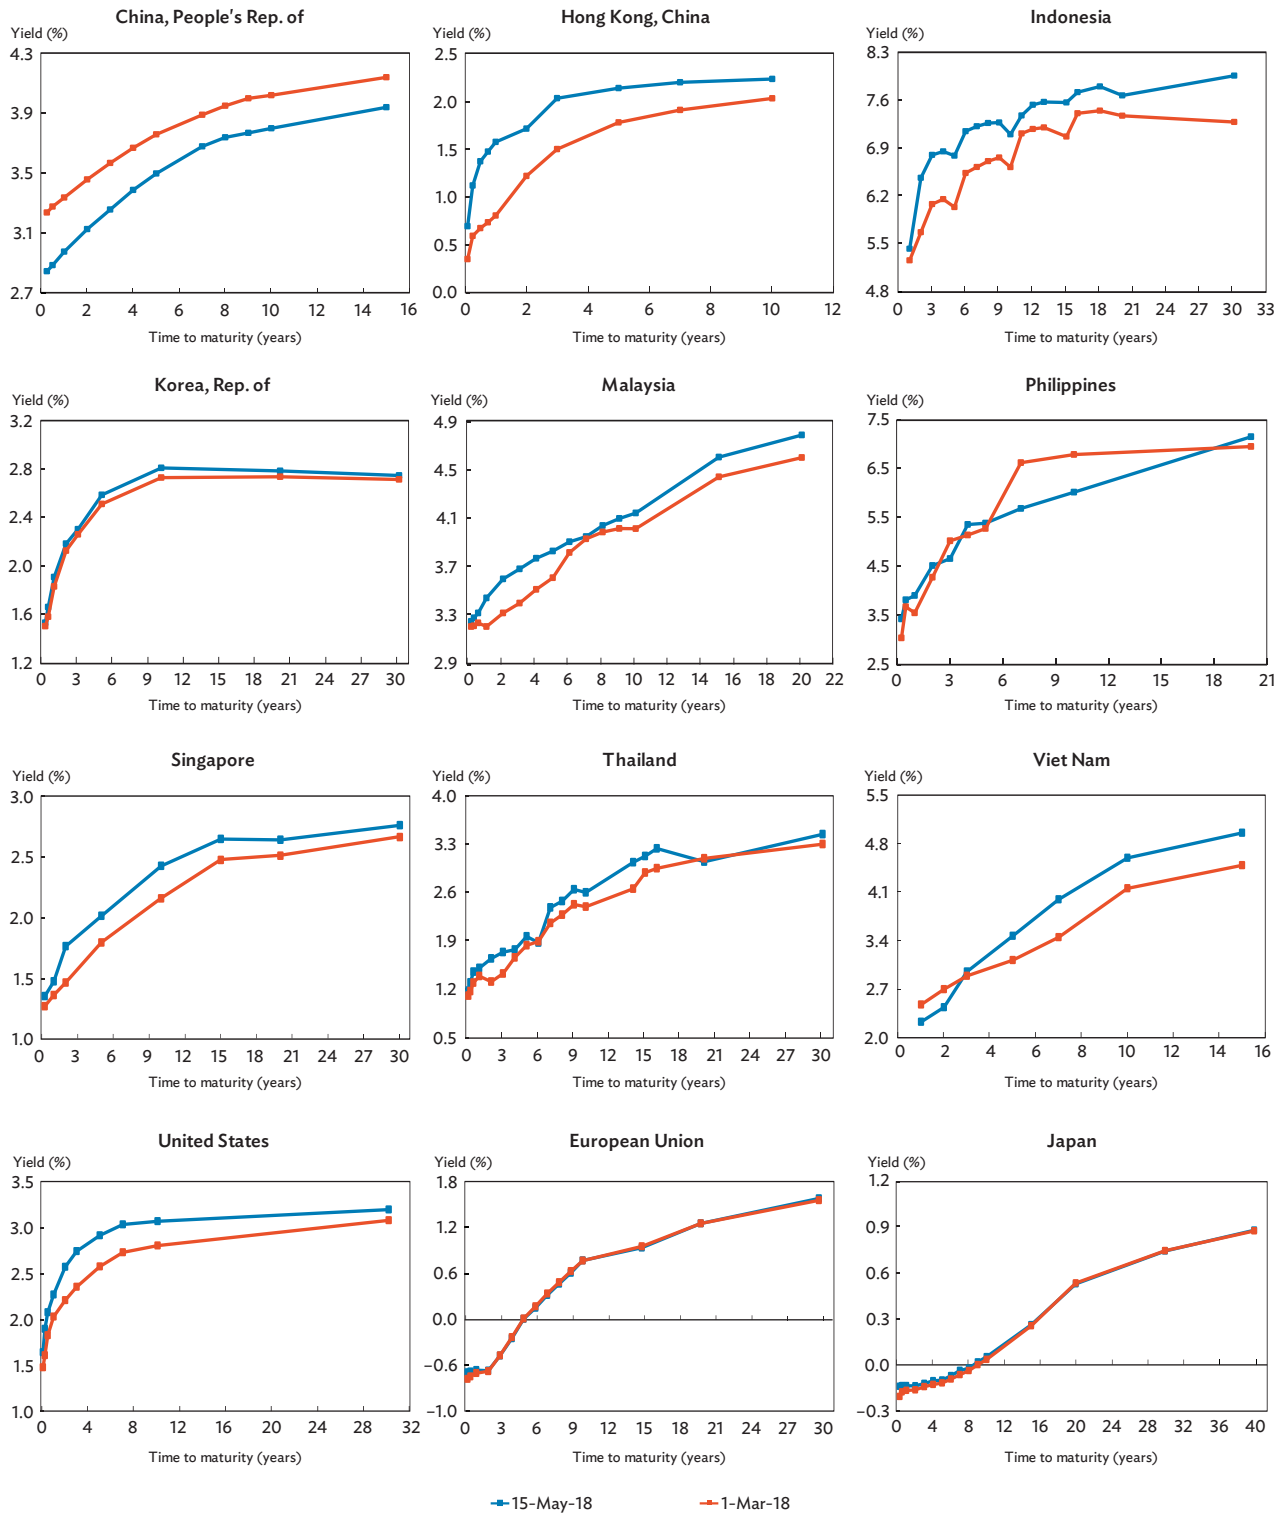 China, People's Rep. of
Yield (%)
4.3
3.9
3.5
3.1
2.7
0 2 4 6 8 10 12 14 16
Time to maturity (years)
Hong Kong, China
Yield (%)
2.5
2.0
1.5
1.0
0.5
0.0
0 2 4 6 8 10 12
Time to maturity (years)
Indonesia
Yield (%)
8.3
7.6
6.9
6.2
5.5
4.8
0 3 6 9 12 15 18 21 24 27 30 33
Time to maturity (years)
Korea, Rep. of
Yield (%)
3.2
2.8
2.4
2.0
1.6
1.2
0 3 6 9 12 15 18 21 24 27 30
Time to maturity (years)
Malaysia
Yield (%)
4.9
4.5
4.1
3.7
3.3
2.9
0 2 4 6 8 10 12 14 16 18 20 22
Time to maturity (years)
Philippines
Yield (%)
7.5
6.5
5.5
4.5
3.5
2.5
0 3 6 9 12 15 18 21
Time to maturity (years)
Singapore
Yield (%)
3.0
2.5
2.0
1.5
1.0
0 3 6 9 12 15 18 21 24 27 30
Time to maturity (years)
Thailand
Yield (%)
4.0
3.3
2.6
1.9
1.2
0.5
0 3 6 9 12 15 18 21 24 27 30
Time to maturity (years)
Viet Nam
Yield (%)
5.5
4.8
4.1
3.4
2.7
2.0
0 2 4 6 8 10 12 14 16
Time to maturity (years)
United States
Yield (%)
3.5
3.0
2.5
2.0
1.5
1.0
0 4 8 12 16 20 24 28 32
Time to maturity (years)
European Union
Yield (%)
1.8
1.2
0.6
0.0
−0.6
−1.0
0 3 6 9 12 15 18 21 24 27 30
Time to maturity (years)
Japan
Yield (%)
1.2
0.9
0.6
0.3
0.0
−0.3
0 4 8 12 16 20 24 28 32 36 40
Time to maturity (years)
15-May-18 1-Mar-18